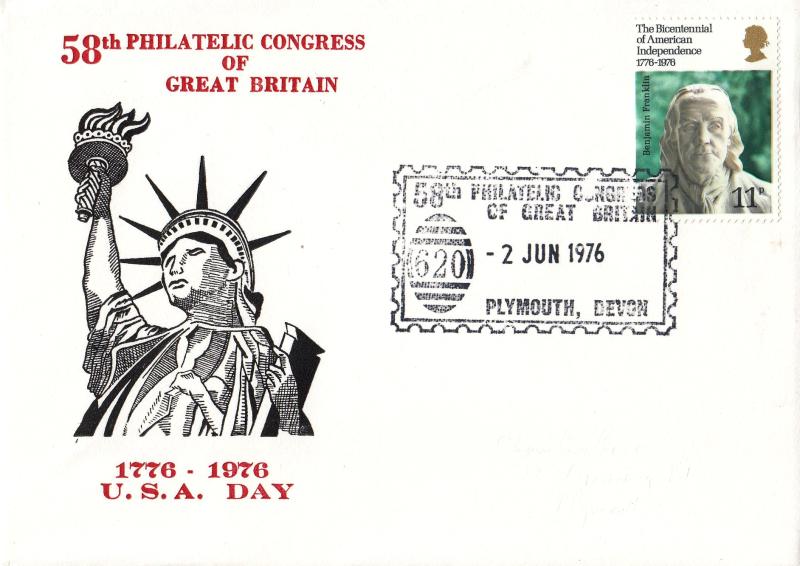 58th PHILATELIC CONGRESS
OF
GREAT BRITAIN
The Bicentennial
of American
Independence
1776-1976
Benjamin Franklin
11P
58th PHILATELIC CONGRESS
OF GREAT BRITAIN
620
- 2 JUN 1976
PLYMOUTH, DEVON
1776 - 1976
U.S.A. DAY